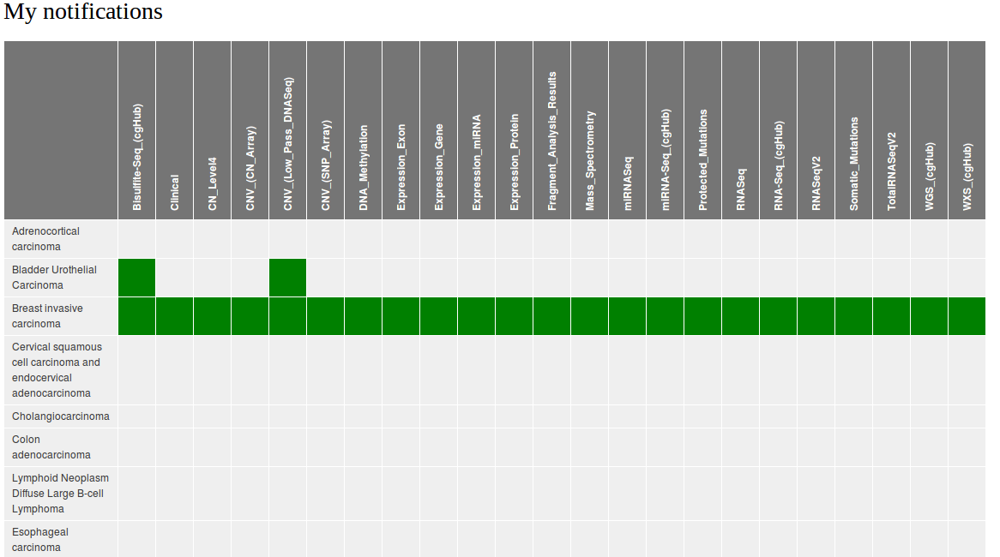 My notifications
Bisulfite-Seq_(cgHub)
Clinical
CN_Level4
CNV_(CN_Array)
CNV_(Low_Pass_DNASeq)
CNV_(SNP_Array)
DNA_Methylation
Expression_Exon
Expression_Gene
Expression_miRNA
Expression_Protein
Fragment_Analysis_Results
Mass_Spectrometry
miRNASeq
miRNA-Seq_(cgHub)
Protected_Mutations
RNASeq
RNA-Seq_(cgHub)
RNASeqV2
Somatic_Mutations
TotalRNASeqV2
WGS_(cgHub)
WXS_(cgHub)
Adrenocortical
carcinoma
Bladder Urothelial
Carcinoma
Breast invasive
carcinoma
Cervical squamous
cell carcinoma and
endocervical
adenocarcinoma
Cholangiocarcinoma
Colon
adenocarcinoma
Lymphoid Neoplasm
Diffuse Large B-cell
Lymphoma
Esophageal
carcinoma